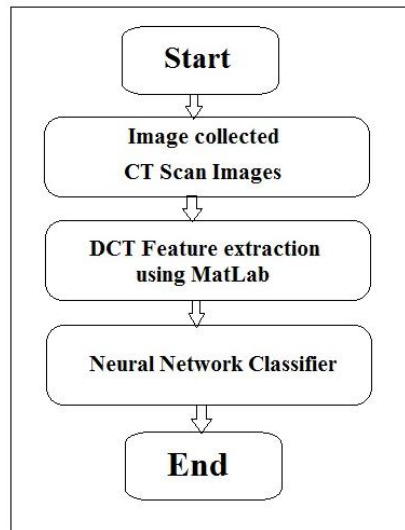 Start
Image collected
CT Scan Images
DCT Feature extraction
using MatLab
Neural Network Classifier
End